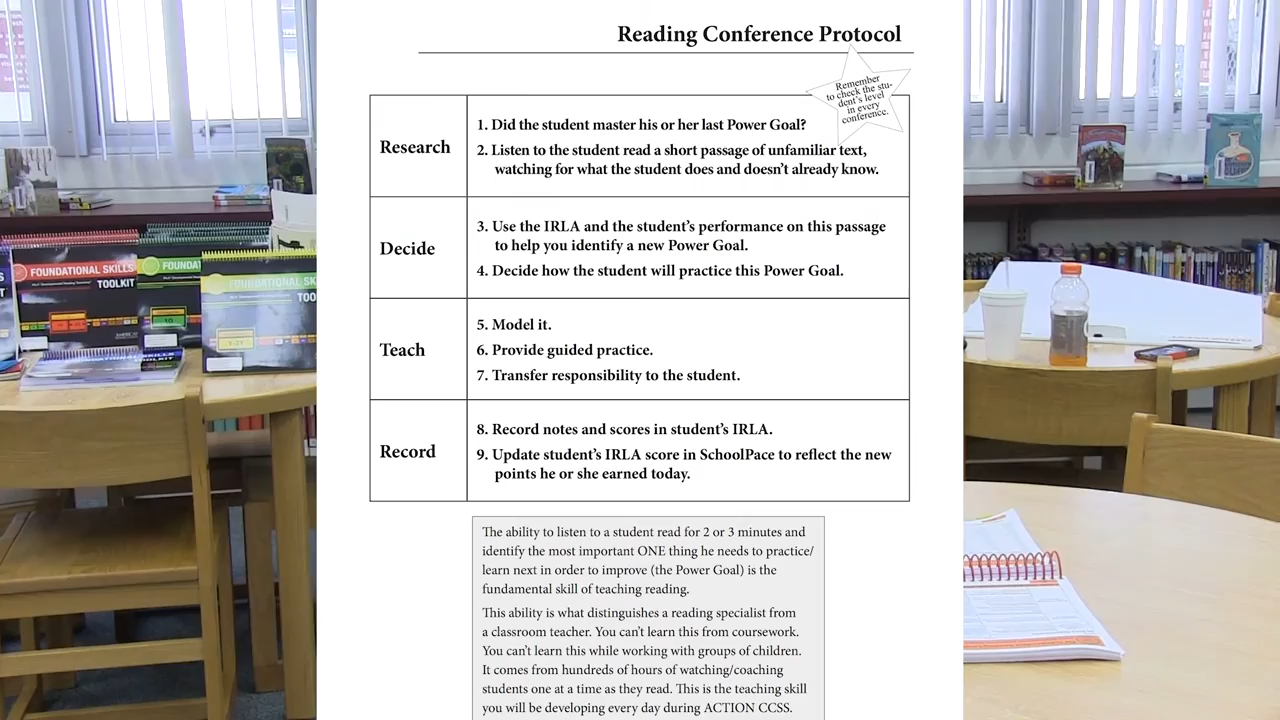 Reading Conference Protocol
Remember
to check the stu-
dent's level
in every
conference.
Research
1. Did the student master his or her last Power Goal?
2. Listen to the student read a short passage of unfamiliar text,
watching for what the student does and doesn't already know.
Decide
3. Use the IRLA and the student's performance on this passage
to help you identify a new Power Goal.
4. Decide how the student will practice this Power Goal.
Teach
5. Model it.
6. Provide guided practice.
7. Transfer responsibility to the student.
Record
8. Record notes and scores in student's IRLA.
9. Update student's IRLA score in SchoolPace to reflect the new
points he or she earned today.
The ability to listen to a student read for 2 or 3 minutes and
identify the most important ONE thing he needs to practice/
learn next in order to improve (the Power Goal) is the
fundamental skill of teaching reading.
This ability is what distinguishes a reading specialist from
a classroom teacher. You can't learn this from coursework.
You can't learn this while working with groups of children.
It comes from hundreds of hours of watching/coaching
students one at a time as they read. This is the teaching skill
you will be developing every day during ACTION CCSS.
FOUNDATIONAL SKILLS
TOOLKIT
FOUNDA
FOUNDATIONAL SK
TOO
TOOLKIT